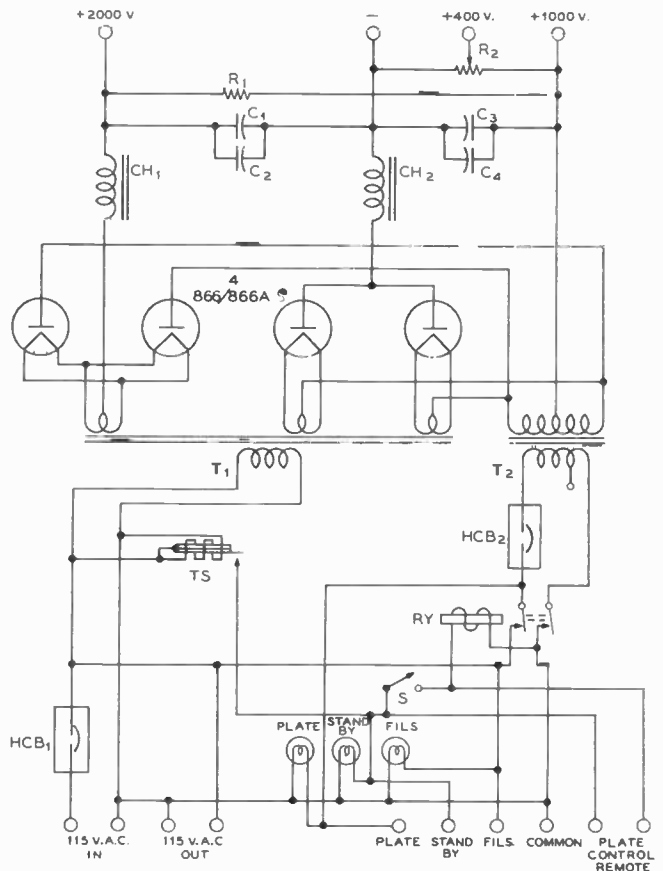 +2000 V.
–
+400 V.
+1000 V.
R2
R1
C1
C3
C2
C4
CH1
CH2
4
866/866A S
T1
T2
HCB2
TS
RY
S
PLATE
STAND
BY
FILS
HCB1
115 V.A.C.
IN
115 V.A.C
OUT
PLATE
STAND
BY
FILS.
COMMON
PLATE
CONTROL
REMOTE